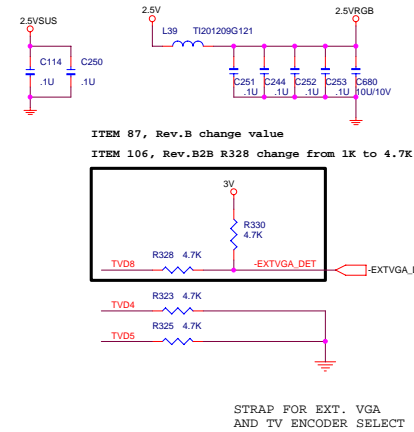 2.5VSUS
2.5V
2.5VRGB
L39 TI201209G121
C114 C250
.1U .1U
C251 C244 C252 C253 C680
.1U .1U .1U .1U 10U/10V
ITEM 87, Rev.B change value
ITEM 106, Rev.B2B R328 change from 1K to 4.7K
3V
R330
4.7K
TVD8 R328 4.7K -EXTVGA_DET
TVD4 R323 4.7K
TVD5 R325 4.7K
STRAP FOR EXT. VGA
AND TV ENCODER SELECT